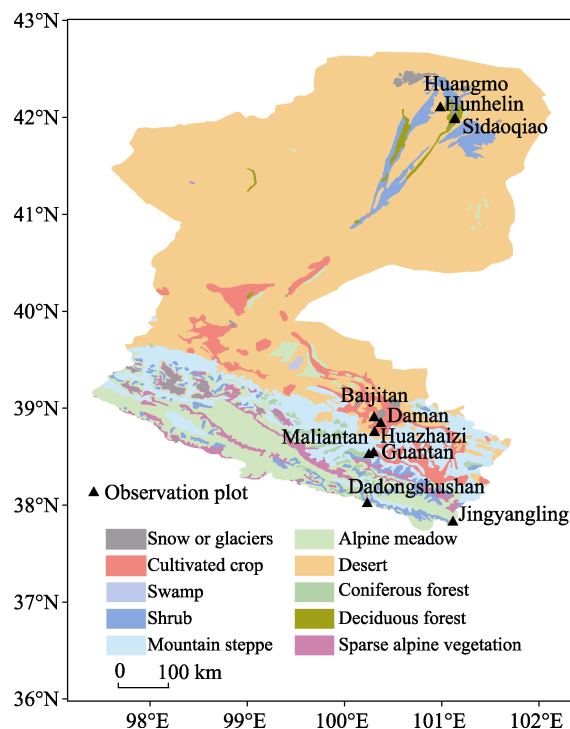 43°N
Huangmo
42°N
Hunhelin
Sidaoqiao
41°N
40°N
39°N
Baijitan
Daman
Maliantan
Huazhaizi
Guantan
38°N
Observation plot
Dadongshushan
Jingyangling
Snow or glaciers
Alpine meadow
Cultivated crop
Desert
Swamp
Coniferous forest
Shrub
Deciduous forest
Mountain steppe
Sparse alpine vegetation
37°N
0 100 km
36°N
98°E 99°E 100°E 101°E 102°E